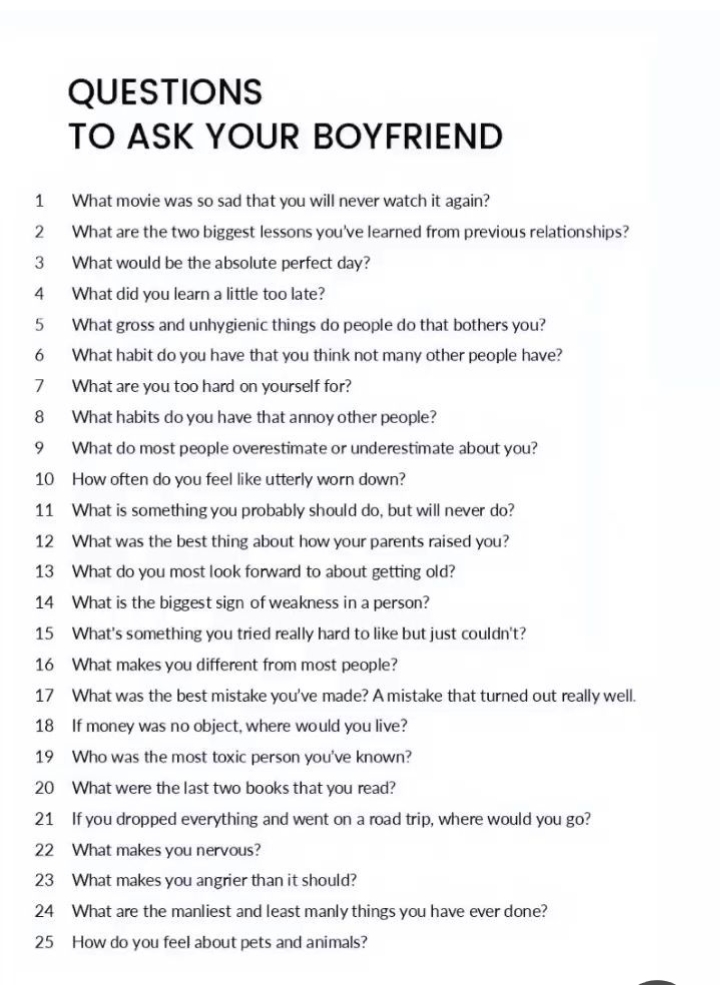 QUESTIONS
TO ASK YOUR BOYFRIEND
1 What movie was so sad that you will never watch it again?
2 What are the two biggest lessons you've learned from previous relationships?
3 What would be the absolute perfect day?
4 What did you learn a little too late?
5 What gross and unhygienic things do people do that bothers you?
6 What habit do you have that you think not many other people have?
7 What are you too hard on yourself for?
8 What habits do you have that annoy other people?
9 What do most people overestimate or underestimate about you?
10 How often do you feel like utterly worn down?
11 What is something you probably should do, but will never do?
12 What was the best thing about how your parents raised you?
13 What do you most look forward to about getting old?
14 What is the biggest sign of weakness in a person?
15 What's something you tried really hard to like but just couldn't?
16 What makes you different from most people?
17 What was the best mistake you've made? A mistake that turned out really well.
18 If money was no object, where would you live?
19 Who was the most toxic person you've known?
20 What were the last two books that you read?
21 If you dropped everything and went on a road trip, where would you go?
22 What makes you nervous?
23 What makes you angrier than it should?
24 What are the manliest and least manly things you have ever done?
25 How do you feel about pets and animals?